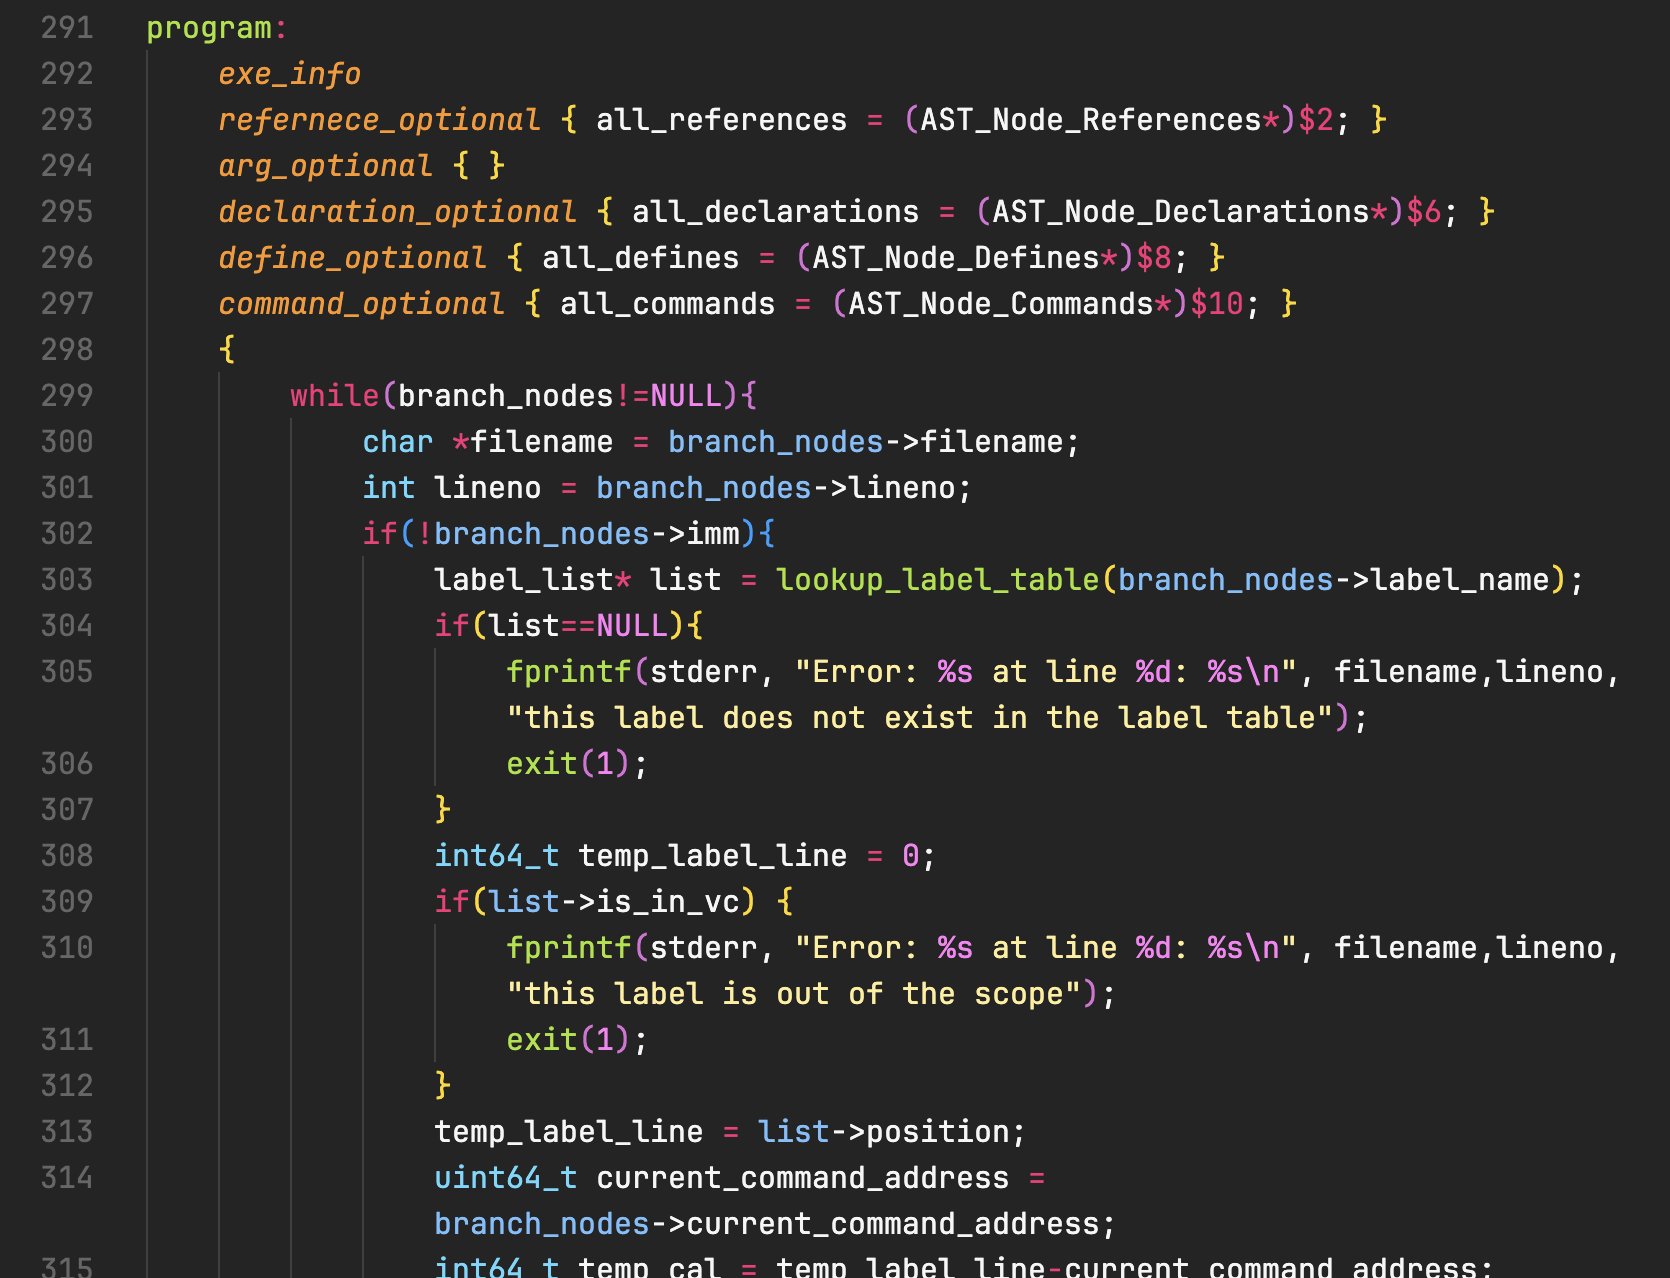 291 program:
292 exe_info
293 refernece_optional { all_references = (AST_Node_References*)$2; }
294 arg_optional { }
295 declaration_optional { all_declarations = (AST_Node_Declarations*)$6; }
296 define_optional { all_defines = (AST_Node_Defines*)$8; }
297 command_optional { all_commands = (AST_Node_Commands*)$10; }
298 {
299 while(branch_nodes!=NULL){
300 char *filename = branch_nodes->filename;
301 int lineno = branch_nodes->lineno;
302 if(!branch_nodes->imm){
303 label_list* list = lookup_label_table(branch_nodes->label_name);
304 if(list==NULL){
305 fprintf(stderr, "Error: %s at line %d: %s\n", filename,lineno,
"this label does not exist in the label table");
306 exit(1);
307 }
308 int64_t temp_label_line = 0;
309 if(list->is_in_vc) {
310 fprintf(stderr, "Error: %s at line %d: %s\n", filename,lineno,
"this label is out of the scope");
311 exit(1);
312 }
313 temp_label_line = list->position;
314 uint64_t current_command_address =
branch_nodes->current_command_address;
315 int64_t temp_cal = temp_label_line-current_command_address;